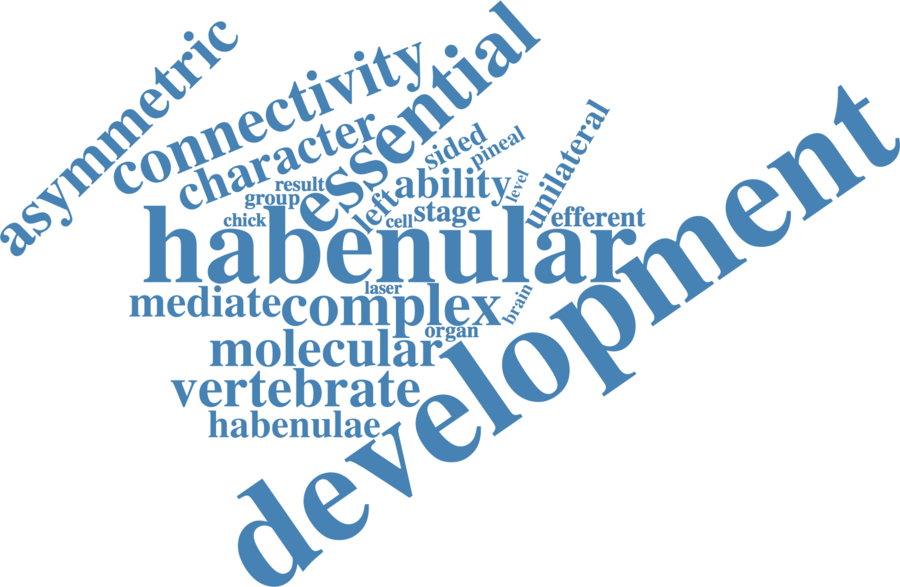 asymmetric
connectivity
essential
character
development
unilateral
sided
pineal
result
ability
level
group
left
stage
efferent
chick
cell
habenular
laser
mediate
complex
brain
organ
molecular
vertebrate
habenulae